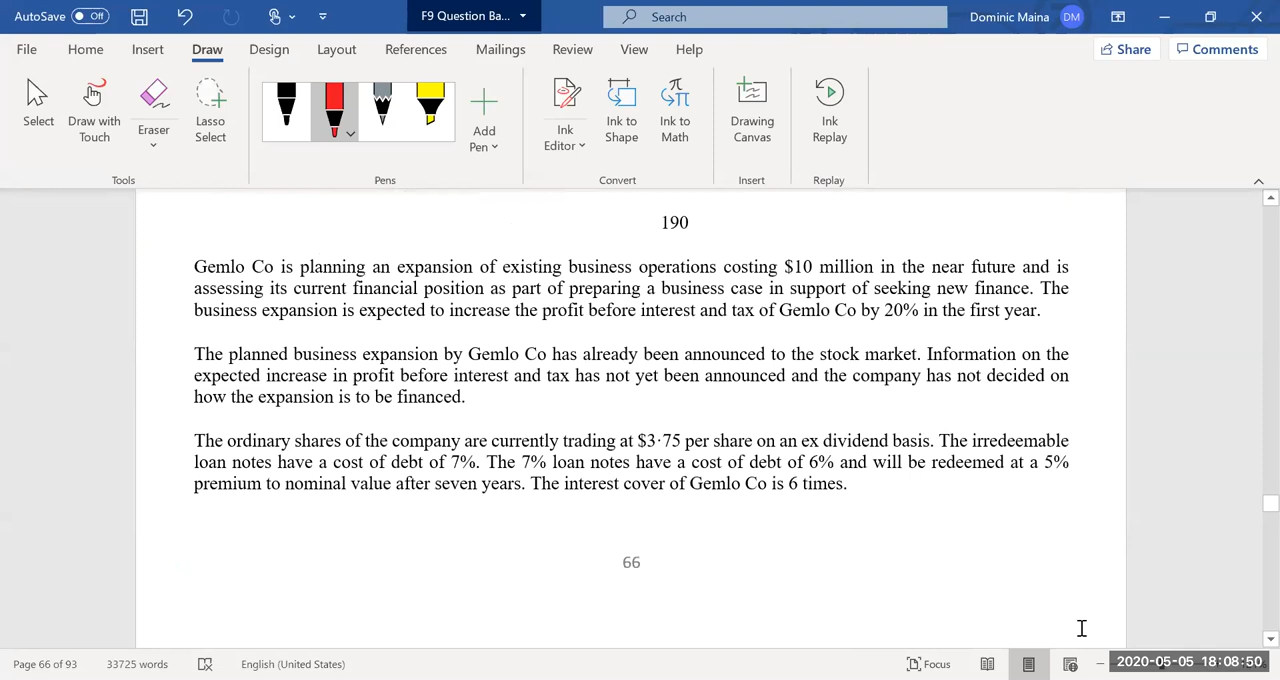 AutoSave Off F9 Question Ba... Search Dominic Maina DM
File Home Insert Draw Design Layout References Mailings Review View Help Share Comments
Select Draw with Touch Eraser Lasso Select Add Pen Ink Editor Ink to Shape Ink to Math Drawing Canvas Ink Replay
Tools Pens Convert Insert Replay
190
Gemlo Co is planning an expansion of existing business operations costing $10 million in the near future and is
assessing its current financial position as part of preparing a business case in support of seeking new finance. The
business expansion is expected to increase the profit before interest and tax of Gemlo Co by 20% in the first year.
The planned business expansion by Gemlo Co has already been announced to the stock market. Information on the
expected increase in profit before interest and tax has not yet been announced and the company has not decided on
how the expansion is to be financed.
The ordinary shares of the company are currently trading at $3·75 per share on an ex dividend basis. The irredeemable
loan notes have a cost of debt of 7%. The 7% loan notes have a cost of debt of 6% and will be redeemed at a 5%
premium to nominal value after seven years. The interest cover of Gemlo Co is 6 times.
66
Page 66 of 93 33725 words English (United States) Focus 2020-05-05 18:08:50